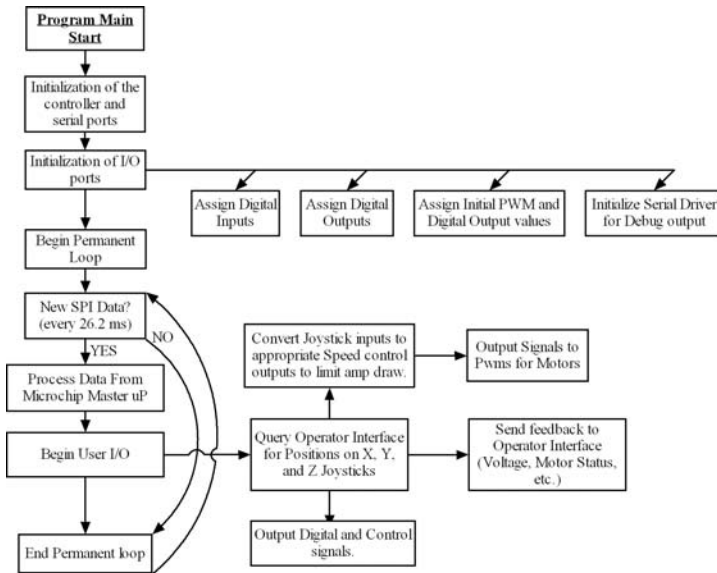 Program Main
Start
Initialization of the
controller and
serial ports
Initialization of I/O
ports
Assign Digital
Inputs
Assign Digital
Outputs
Assign Initial PWM and
Digital Output values
Initialize Serial Driver
for Debug output
Begin Permanent
Loop
New SPI Data?
(every 26.2 ms)
NO
YES
Process Data From
Microchip Master uP
Begin User I/O
End Permanent loop
Convert Joystick inputs to
appropriate Speed control
outputs to limit amp draw.
Output Signals to
Pwms for Motors
Query Operator Interface
for Positions on X, Y,
and Z Joysticks
Send feedback to
Operator Interface
(Voltage, Motor Status,
etc.)
Output Digital and Control
signals.